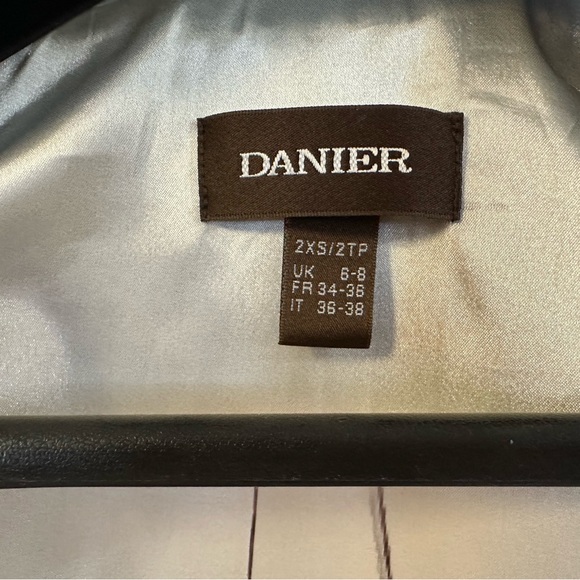 DANIER
2XS/2TP
UK 6-8
FR 34-36
IT 36-38